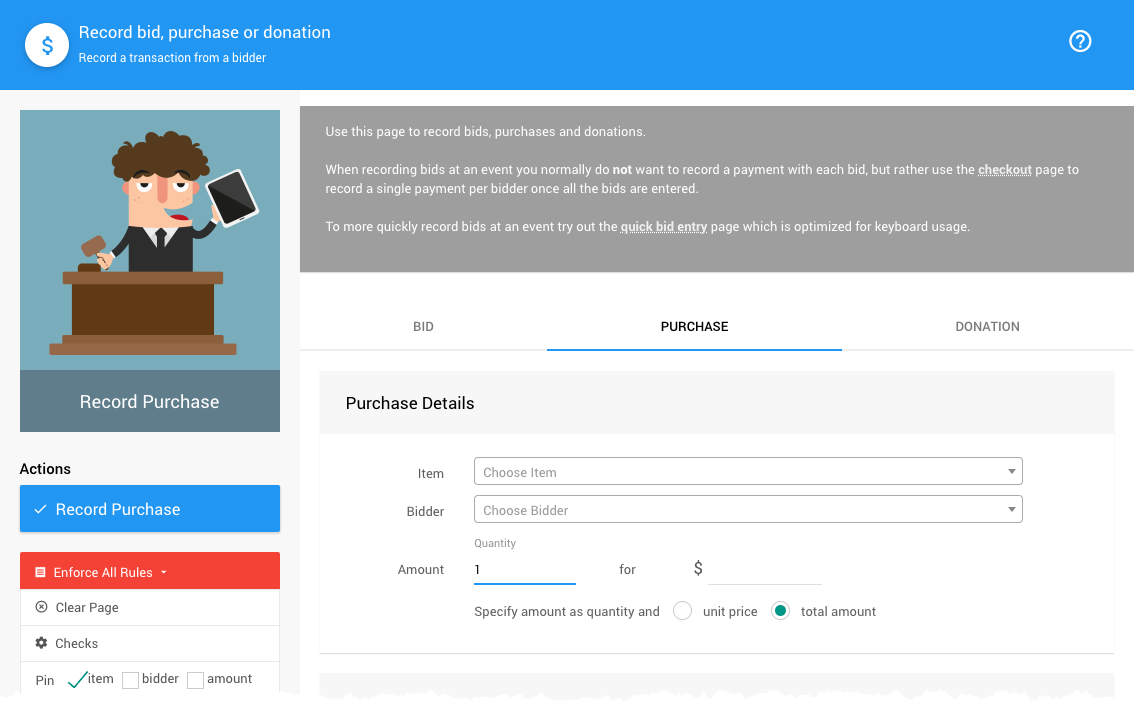 $
Record bid, purchase or donation
Record a transaction from a bidder
?
Record Purchase
Actions
Record Purchase
Enforce All Rules
Clear Page
Checks
Pin item bidder amount
Use this page to record bids, purchases and donations.
When recording bids at an event you normally do not want to record a payment with each bid, but rather use the checkout page to
record a single payment per bidder once all the bids are entered.
To more quickly record bids at an event try out the quick bid entry page which is optimized for keyboard usage.
BID PURCHASE DONATION
Purchase Details
Item Choose Item
Bidder Choose Bidder
Quantity
Amount 1 for $
Specify amount as quantity and unit price total amount